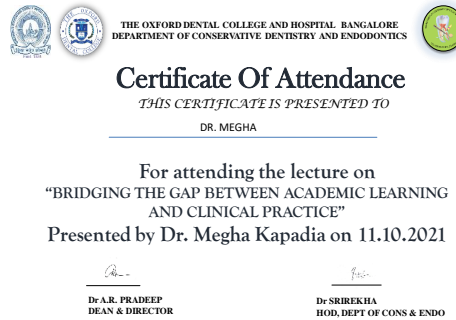 THE OXFORD DENTAL COLLEGE AND HOSPITAL BANGALORE
DEPARTMENT OF CONSERVATIVE DENTISTRY AND ENDODONTICS
Certificate Of Attendance
THIS CERTIFICATE IS PRESENTED TO
DR. MEGHA
For attending the lecture on
“BRIDGING THE GAP BETWEEN ACADEMIC LEARNING
AND CLINICAL PRACTICE”
Presented by Dr. Megha Kapadia on 11.10.2021
Dr A.R. PRADEEP
DEAN & DIRECTOR
Dr SRIREKHA
HOD, DEPT OF CONS & ENDO